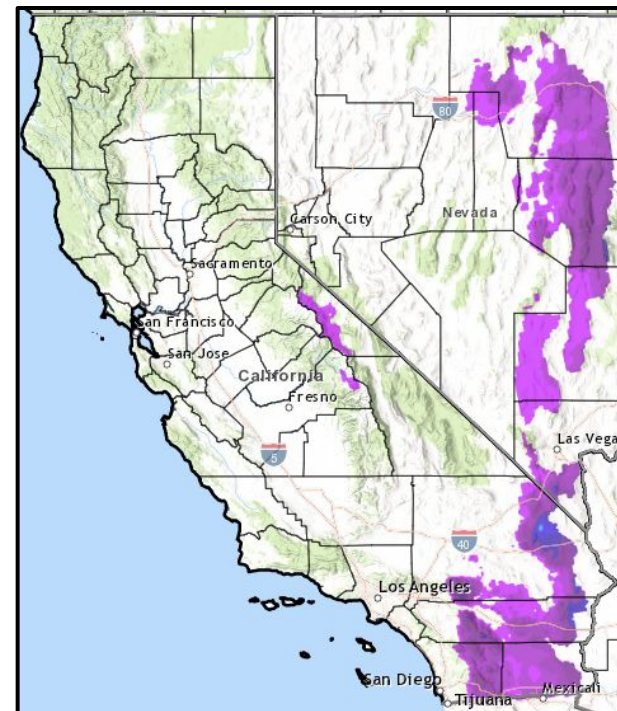 80
Carson City
Nevada
Sacramento
San Francisco
San Jose
California
Fresno
5
Las Vega
40
Los Angeles
San Diego
Tijuana
Mexicali